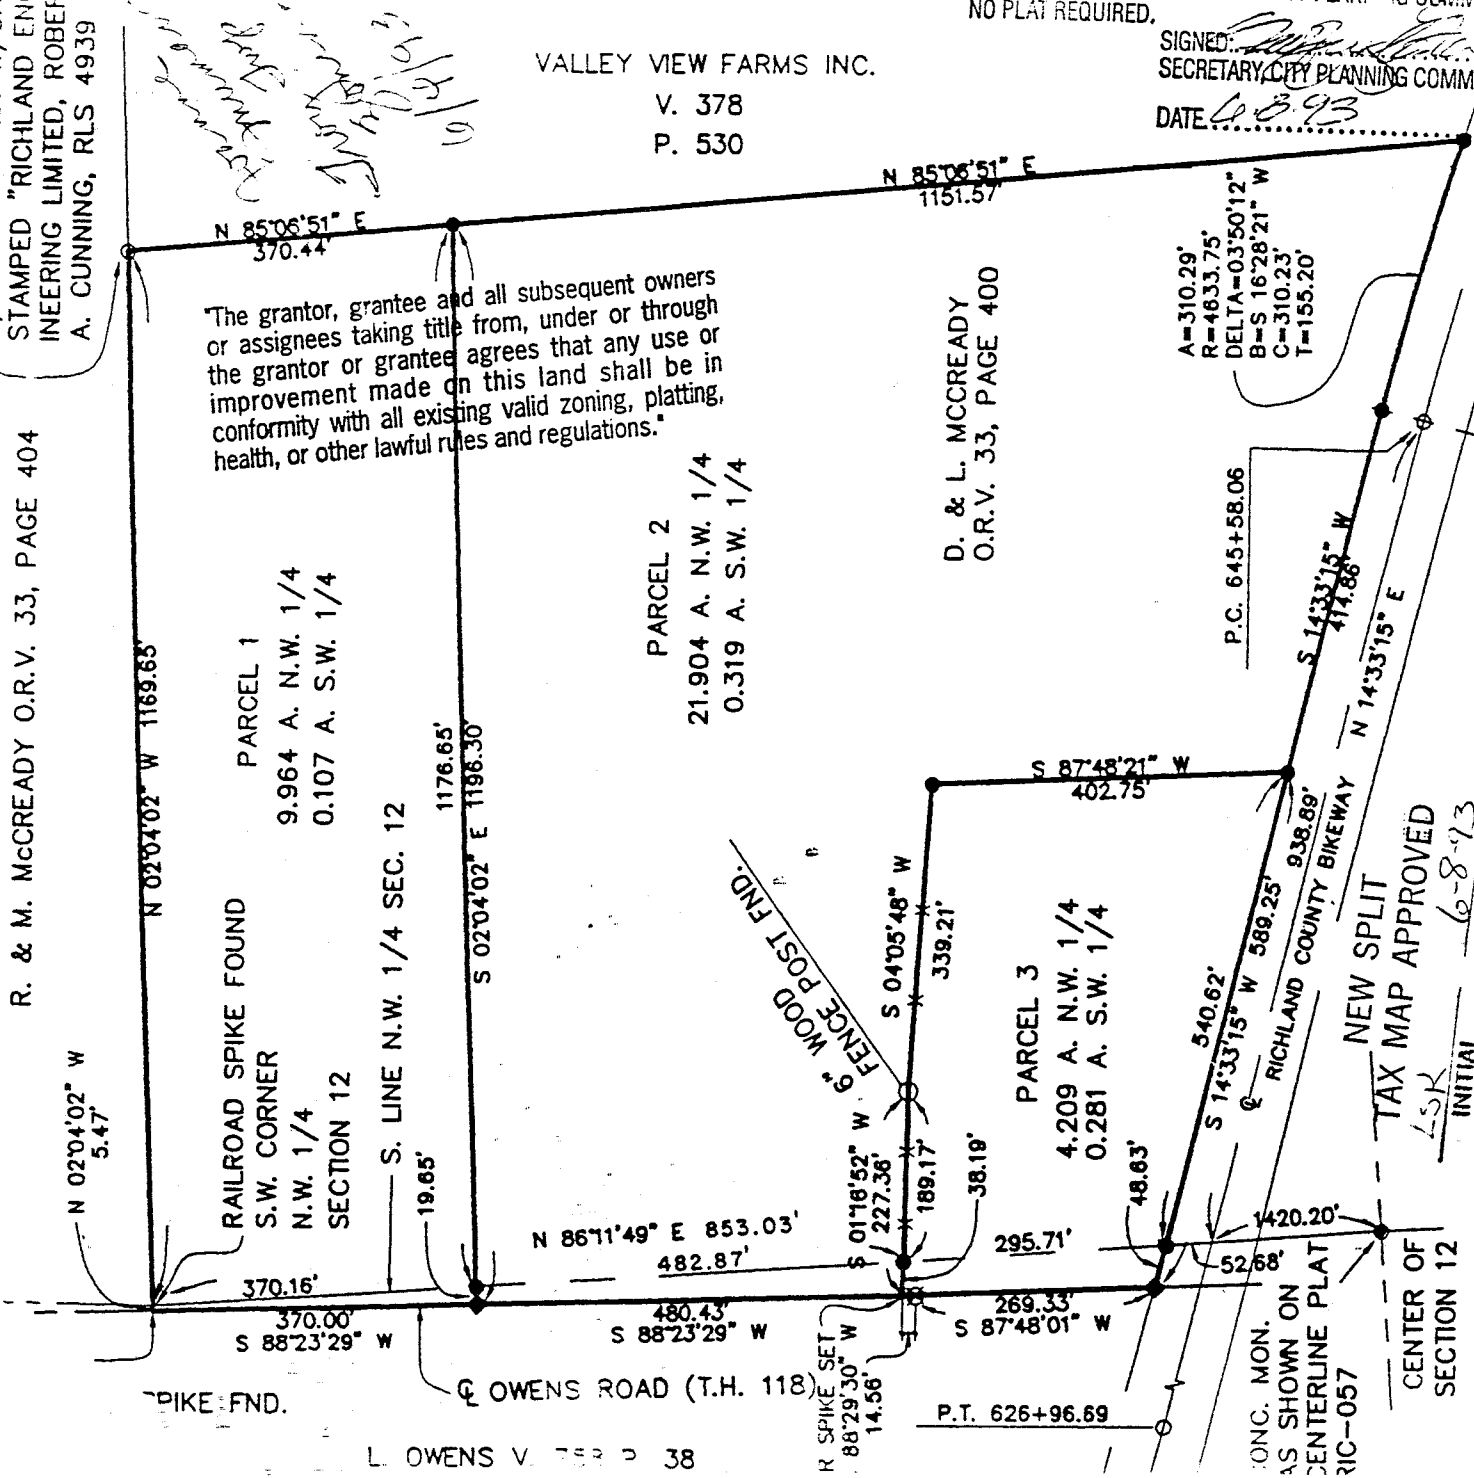 NO PLAT REQUIRED.
SIGNED:
SECRETARY, CITY PLANNING COMM
DATE 6-8-93
STAMPED "RICHLAND ENG
INEERING LIMITED, ROBER
A. CUNNING, RLS 4939
VALLEY VIEW FARMS INC.
V. 378
P. 530
N 85°06'51" E
1151.57'
N 85°06'51" E
370.44'
"The grantor, grantee and all subsequent owners
or assignees taking title from, under or through
the grantor or grantee agrees that any use or
improvement made on this land shall be in
conformity with all existing valid zoning, platting,
health, or other lawful rules and regulations."
D. & L. MCCREADY
O.R.V. 33, PAGE 400
A=310.29'
R=4633.75'
DELTA=03°50'12"
B=S 16°28'21" W
C=310.23'
T=155.20'
R. & M. McCREADY O.R.V. 33, PAGE 404
N 02°04'02" W 1169.65'
PARCEL 1
9.964 A. N.W. 1/4
0.107 A. S.W. 1/4
1176.65'
S 02°04'02" E 1196.30'
PARCEL 2
21.904 A. N.W. 1/4
0.319 A. S.W. 1/4
P.C. 645+58.06
S 14°33'15" W
414.86'
N 14°33'15" E
S 87°48'21" W
402.75'
S. LINE N.W. 1/4 SEC. 12
RAILROAD SPIKE FOUND
S.W. CORNER
N.W. 1/4
SECTION 12
N 02°04'02" W
5.47'
6" WOOD
FENCE POST FND.
S 04°05'48" W
339.21'
PARCEL 3
4.209 A. N.W. 1/4
0.281 A. S.W. 1/4
938.89'
589.25'
540.62'
S 14°33'15" W
RICHLAND COUNTY BIKEWAY
NEW SPLIT
TAX MAP APPROVED
LSK 6-8-93
INITIAL
19.65'
S 01°16'52" W
227.36'
189.17'
38.19'
48.63'
N 86°11'49" E 853.03'
482.87'
295.71'
1420.20'
52.68'
370.16'
370.00'
S 88°23'29" W
480.43'
S 88°23'29" W
269.33'
S 87°48'01" W
℄ OWENS ROAD (T.H. 118)
R SPIKE SET
88°29'30" W
14.56'
P.T. 626+96.69
CONC. MON.
AS SHOWN ON
CENTERLINE PLAT
RIC-057
CENTER OF
SECTION 12
SPIKE FND.
L. OWENS V. P 38